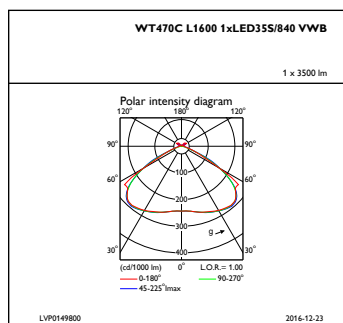 WT470C L1600 1xLED35S/840 VWB
1 x 3500 lm
Polar intensity diagram
120° 180° 120°
90° 90°
100
60° 60°
200
300
g
30° 400 30°
(cd/1000 lm) 0° L.O.R.= 1.00
0-180° 90-270°
45-225° Imax
LVP0149800 2016-12-23